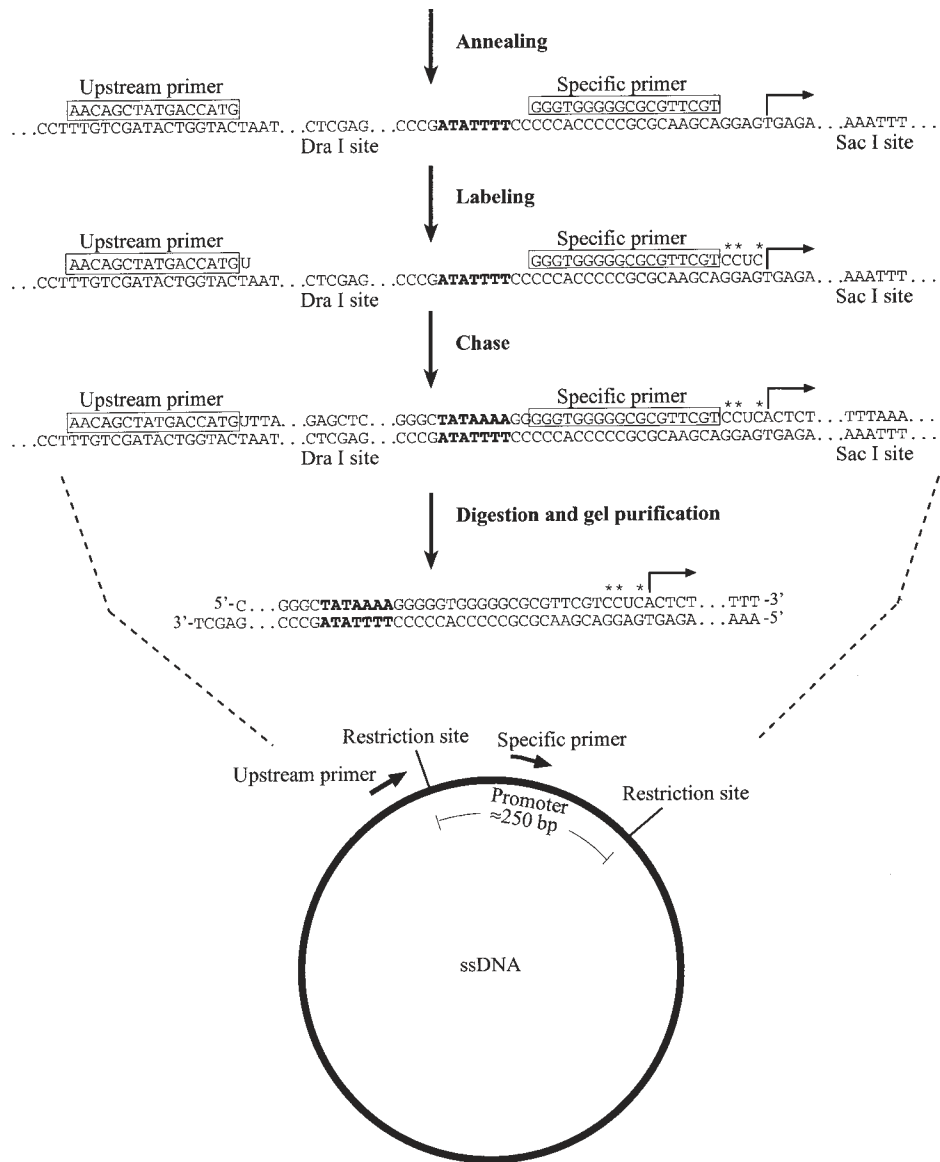 Annealing
Upstream primer Specific primer
AACAGCTATGACCATG GGGTGGGGGCGCGTTCGT
...CCTTTGTCGATACTGGTACTAAT...CTCGAG...CCCGATATTTTCCCCCACCCCCGCGCAAGCAGGAGTGAGA...AAATTT...
Dra I site Sac I site
Labeling
Upstream primer Specific primer ** *
AACAGCTATGACCATGU GGGTGGGGGCGCGTTCGTCCUC
...CCTTTGTCGATACTGGTACTAAT...CTCGAG...CCCGATATTTTCCCCCACCCCCGCGCAAGCAGGAGTGAGA...AAATTT...
Dra I site Sac I site
Chase
Upstream primer Specific primer ** *
AACAGCTATGACCATGUTTA...GAGCTC...GGGCTATAAAAGGGGGTGGGGGCGCGTTCGTCCUCACTCT...TTTAAA...
...CCTTTGTCGATACTGGTACTAAT...CTCGAG...CCCGATATTTTCCCCCACCCCCGCGCAAGCAGGAGTGAGA...AAATTT...
Dra I site Sac I site
Digestion and gel purification
** *
5'-C...GGGCTATAAAAGGGGGTGGGGGCGCGTTCGTCCUCACTCT...TTT-3'
3'-TCGAG...CCCGATATTTTCCCCCACCCCCGCGCAAGCAGGAGTGAGA...AAA-5'
Restriction site Specific primer
Upstream primer
Promoter Restriction site
≈250 bp
ssDNA